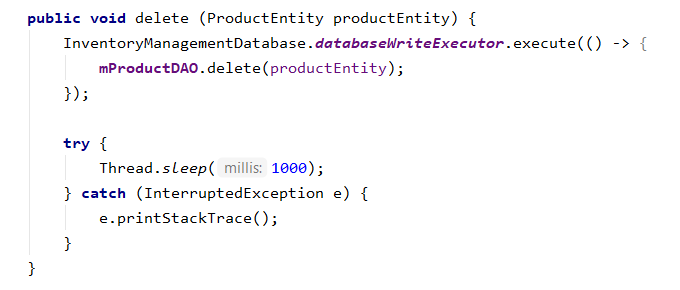 public void delete (ProductEntity productEntity) {
    InventoryManagementDatabase.databaseWriteExecutor.execute(() -> {
        mProductDAO.delete(productEntity);
    });

    try {
        Thread.sleep( millis: 1000);
    } catch (InterruptedException e) {
        e.printStackTrace();
    }
}